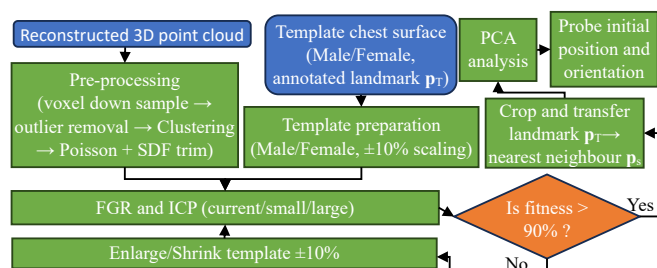 Reconstructed 3D point cloud
Pre-processing
(voxel down sample →
outlier removal → Clustering
→ Poisson + SDF trim)
Template chest surface
(Male/Female,
annotated landmark pT)
Template preparation
(Male/Female, ±10% scaling)
PCA
analysis
Probe initial
position and
orientation
Crop and transfer
landmark pT→
nearest neighbour ps
FGR and ICP (current/small/large)
Is fitness >
90% ?
Yes
Enlarge/Shrink template ±10%
No